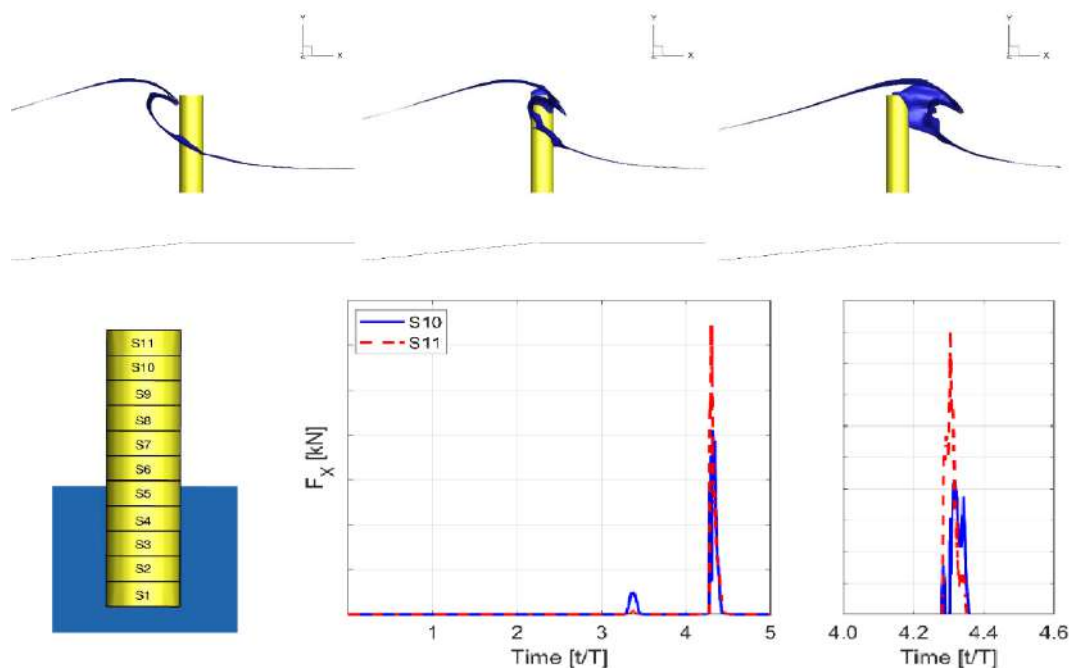 Y
X
Y
X
Y
X
S11
S10
S9
S8
S7
S6
S5
S4
S3
S2
S1
S10
S11
F_X [kN]
1 2 3 4 5
Time [t/T]
4.0 4.2 4.4 4.6
Time [t/T]